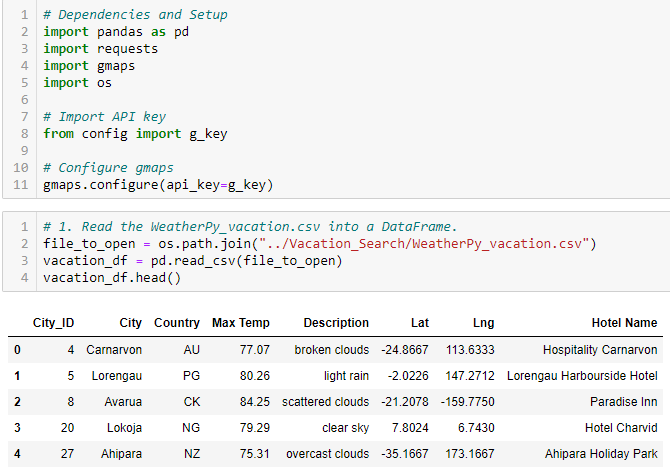 1 # Dependencies and Setup
2 import pandas as pd
3 import requests
4 import gmaps
5 import os
6
7 # Import API key
8 from config import g_key
9
10 # Configure gmaps
11 gmaps.configure(api_key=g_key)
1 # 1. Read the WeatherPy_vacation.csv into a DataFrame.
2 file_to_open = os.path.join("../Vacation_Search/WeatherPy_vacation.csv")
3 vacation_df = pd.read_csv(file_to_open)
4 vacation_df.head()
City_ID City Country Max Temp Description Lat Lng Hotel Name
0 4 Carnarvon AU 77.07 broken clouds -24.8667 113.6333 Hospitality Carnarvon
1 5 Lorengau PG 80.26 light rain -2.0226 147.2712 Lorengau Harbourside Hotel
2 8 Avarua CK 84.25 scattered clouds -21.2078 -159.7750 Paradise Inn
3 20 Lokoja NG 79.29 clear sky 7.8024 6.7430 Hotel Charvid
4 27 Ahipara NZ 75.31 overcast clouds -35.1667 173.1667 Ahipara Holiday Park